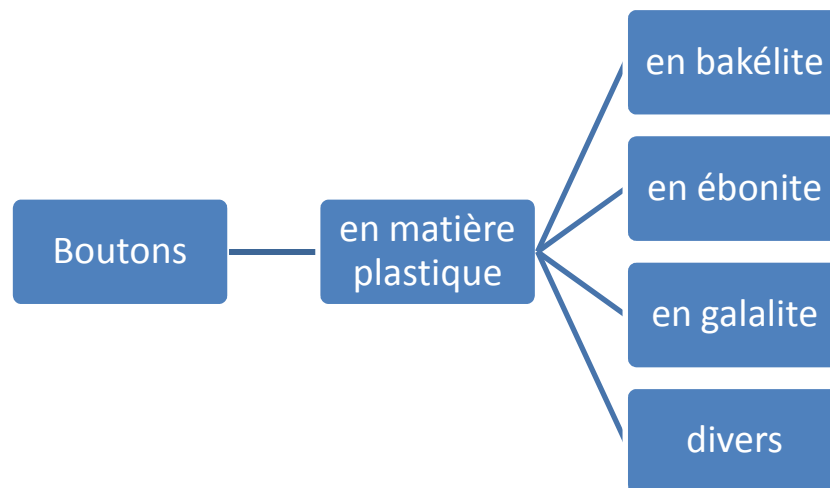 Boutons
en matière
plastique
en bakélite
en ébonite
en galalite
divers